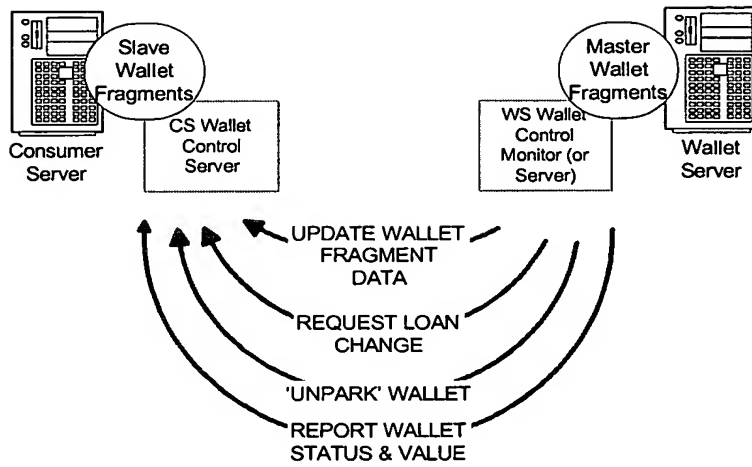 Slave
Wallet
Fragments
CS Wallet
Control
Server
Consumer
Server
Master
Wallet
Fragments
WS Wallet
Control
Monitor (or
Server)
Wallet
Server
UPDATE WALLET
FRAGMENT
DATA
REQUEST LOAN
CHANGE
'UNPARK' WALLET
REPORT WALLET
STATUS & VALUE